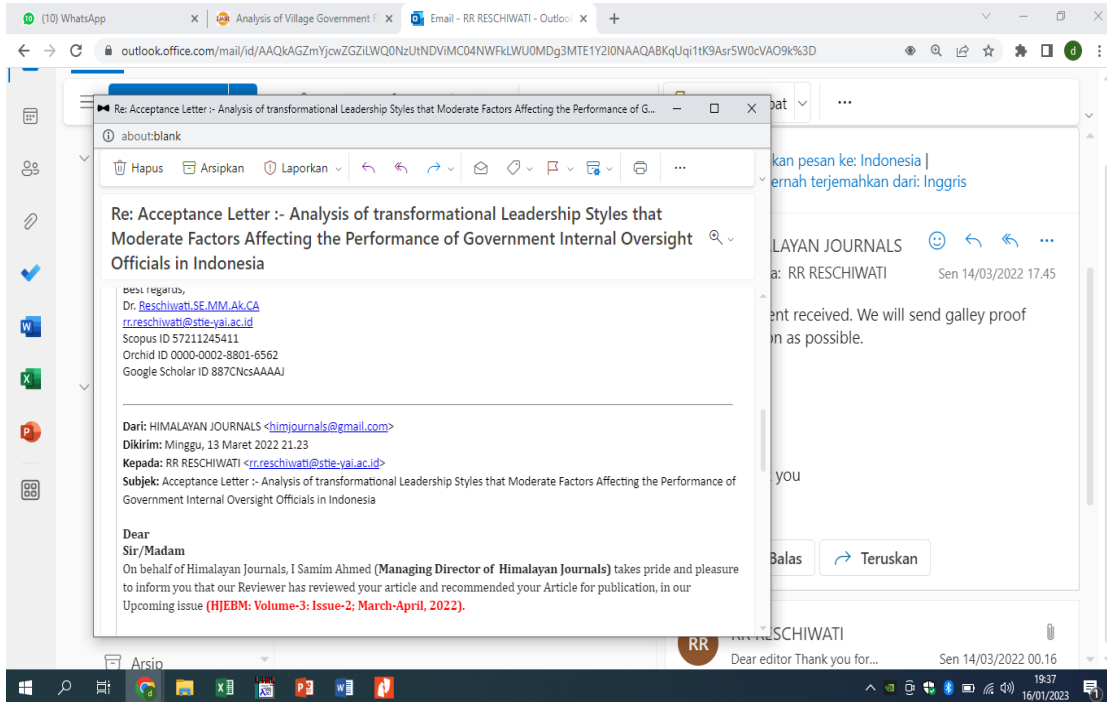 (10) WhatsApp
Analysis of Village Government F
Email - RR RESCHIWATI - Outloo
outlook.office.com/mail/id/AAQkAGZmYjcwZGZiLWQ0NzUtNDViMC04NWFkLWU0MDg3MTE1Y2I0NAAQABKqUqi1tK9Asr5W0cVAO9k%3D
d
Re: Acceptance Letter :- Analysis of transformational Leadership Styles that Moderate Factors Affecting the Performance of G...
about:blank
Hapus
Arsipkan
Laporkan
Re: Acceptance Letter :- Analysis of transformational Leadership Styles that
Moderate Factors Affecting the Performance of Government Internal Oversight
Officials in Indonesia
Best regards,
Dr. Reschiwati.SE.MM.Ak.CA
rr.reschiwati@stie-yai.ac.id
Scopus ID 57211245411
Orchid ID 0000-0002-8801-6562
Google Scholar ID 887CNcsAAAAJ
Dari: HIMALAYAN JOURNALS <himjournals@gmail.com>
Dikirim: Minggu, 13 Maret 2022 21.23
Kepada: RR RESCHIWATI <rr.reschiwati@stie-yai.ac.id>
Subjek: Acceptance Letter :- Analysis of transformational Leadership Styles that Moderate Factors Affecting the Performance of
Government Internal Oversight Officials in Indonesia
Dear
Sir/Madam
On behalf of Himalayan Journals, I Samim Ahmed (Managing Director of Himalayan Journals) takes pride and pleasure
to inform you that our Reviewer has reviewed your article and recommended your Article for publication, in our
Upcoming issue (HJEBM: Volume-3: Issue-2; March-April, 2022).
pat
kan pesan ke: Indonesia |
ernah terjemahkan dari: Inggris
LAYAN JOURNALS
a: RR RESCHIWATI
Sen 14/03/2022 17.45
ent received. We will send galley proof
on as possible.
you
Balas
Teruskan
RR
RR RESCHIWATI
Dear editor Thank you for...
Sen 14/03/2022 00.16
Arsip
19:37
16/01/2023